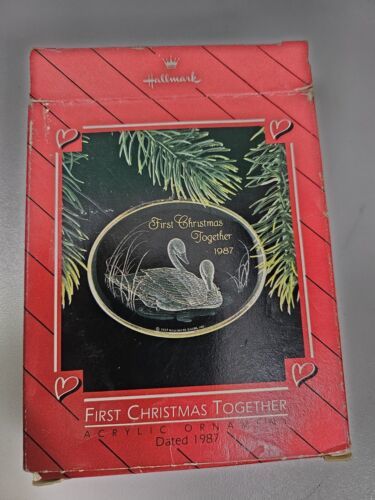 Hallmark
First Christmas
Together
1987
FIRST CHRISTMAS TOGETHER
ACRYLIC ORNAMENT
Dated 1987